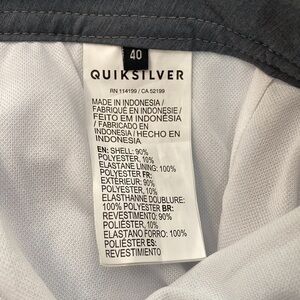 40
QUIKSILVER
RN 114199 / CA 52199
MADE IN INDONESIA /
FABRIQUÉ EN INDONESIE /
FEITO EM INDONÉSIA
/ FABRICADO EN
INDONESIA / HECHO EN
INDONESIA
EN: SHELL: 90%
POLYESTER, 10%
ELASTANE LINING: 100%
POLYESTER FR:
EXTÉRIEUR: 90%
POLYESTER, 10%
ELASTHANNE DOUBLURE:
100% POLYESTER BR:
REVESTIMENTO: 90%
POLIÉSTER, 10%
ELASTANO FORRO: 100%
POLIÉSTER ES:
REVESTIMENTO